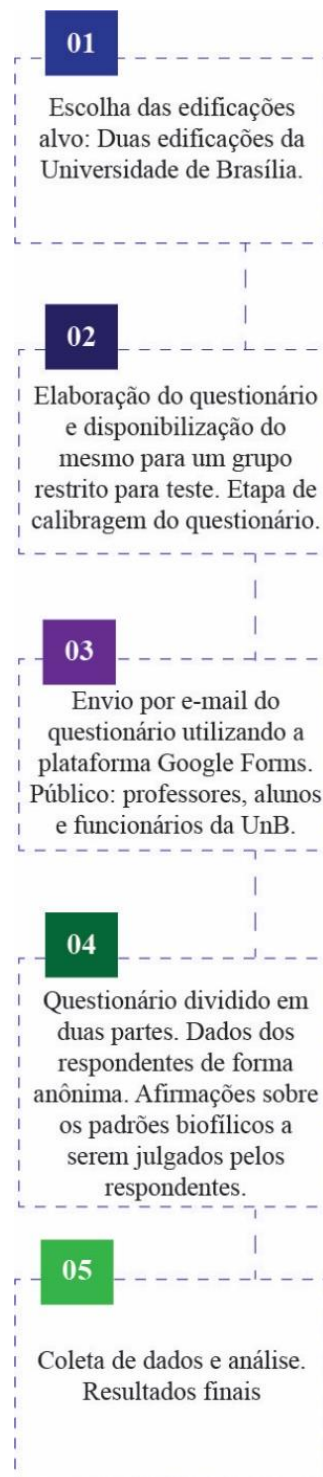 01
Escolha das edificações
alvo: Duas edificações da
Universidade de Brasília.
02
Elaboração do questionário
e disponibilização do
mesmo para um grupo
restrito para teste. Etapa de
calibragem do questionário.
03
Envio por e-mail do
questionário utilizando a
plataforma Google Forms.
Público: professores, alunos
e funcionários da UnB.
04
Questionário dividido em
duas partes. Dados dos
respondentes de forma
anônima. Afirmações sobre
os padrões biofílicos a
serem julgados pelos
respondentes.
05
Coleta de dados e análise.
Resultados finais